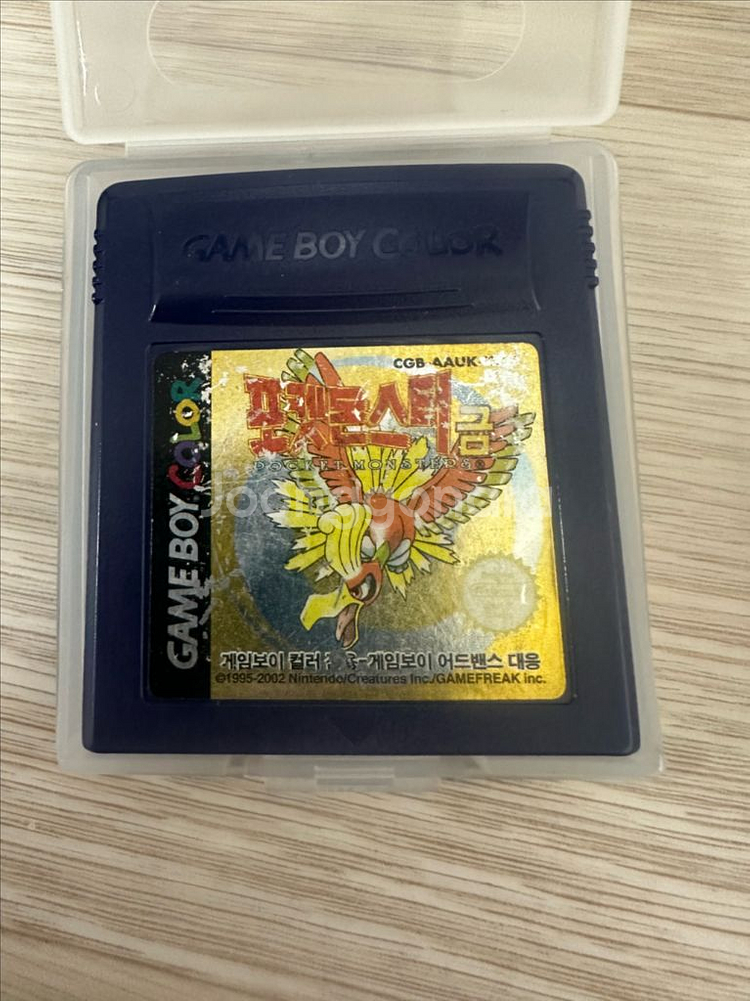 GAME BOY COLOR
GAME BOY COLOR
CGB-AAUK
포켓몬스터
금
POCKET MONSTERS GO
게임보이 컬러 게임보이 어드밴스 대응
©1995-2002 Nintendo/Creatures Inc./GAMEFREAK inc.
Joongonara